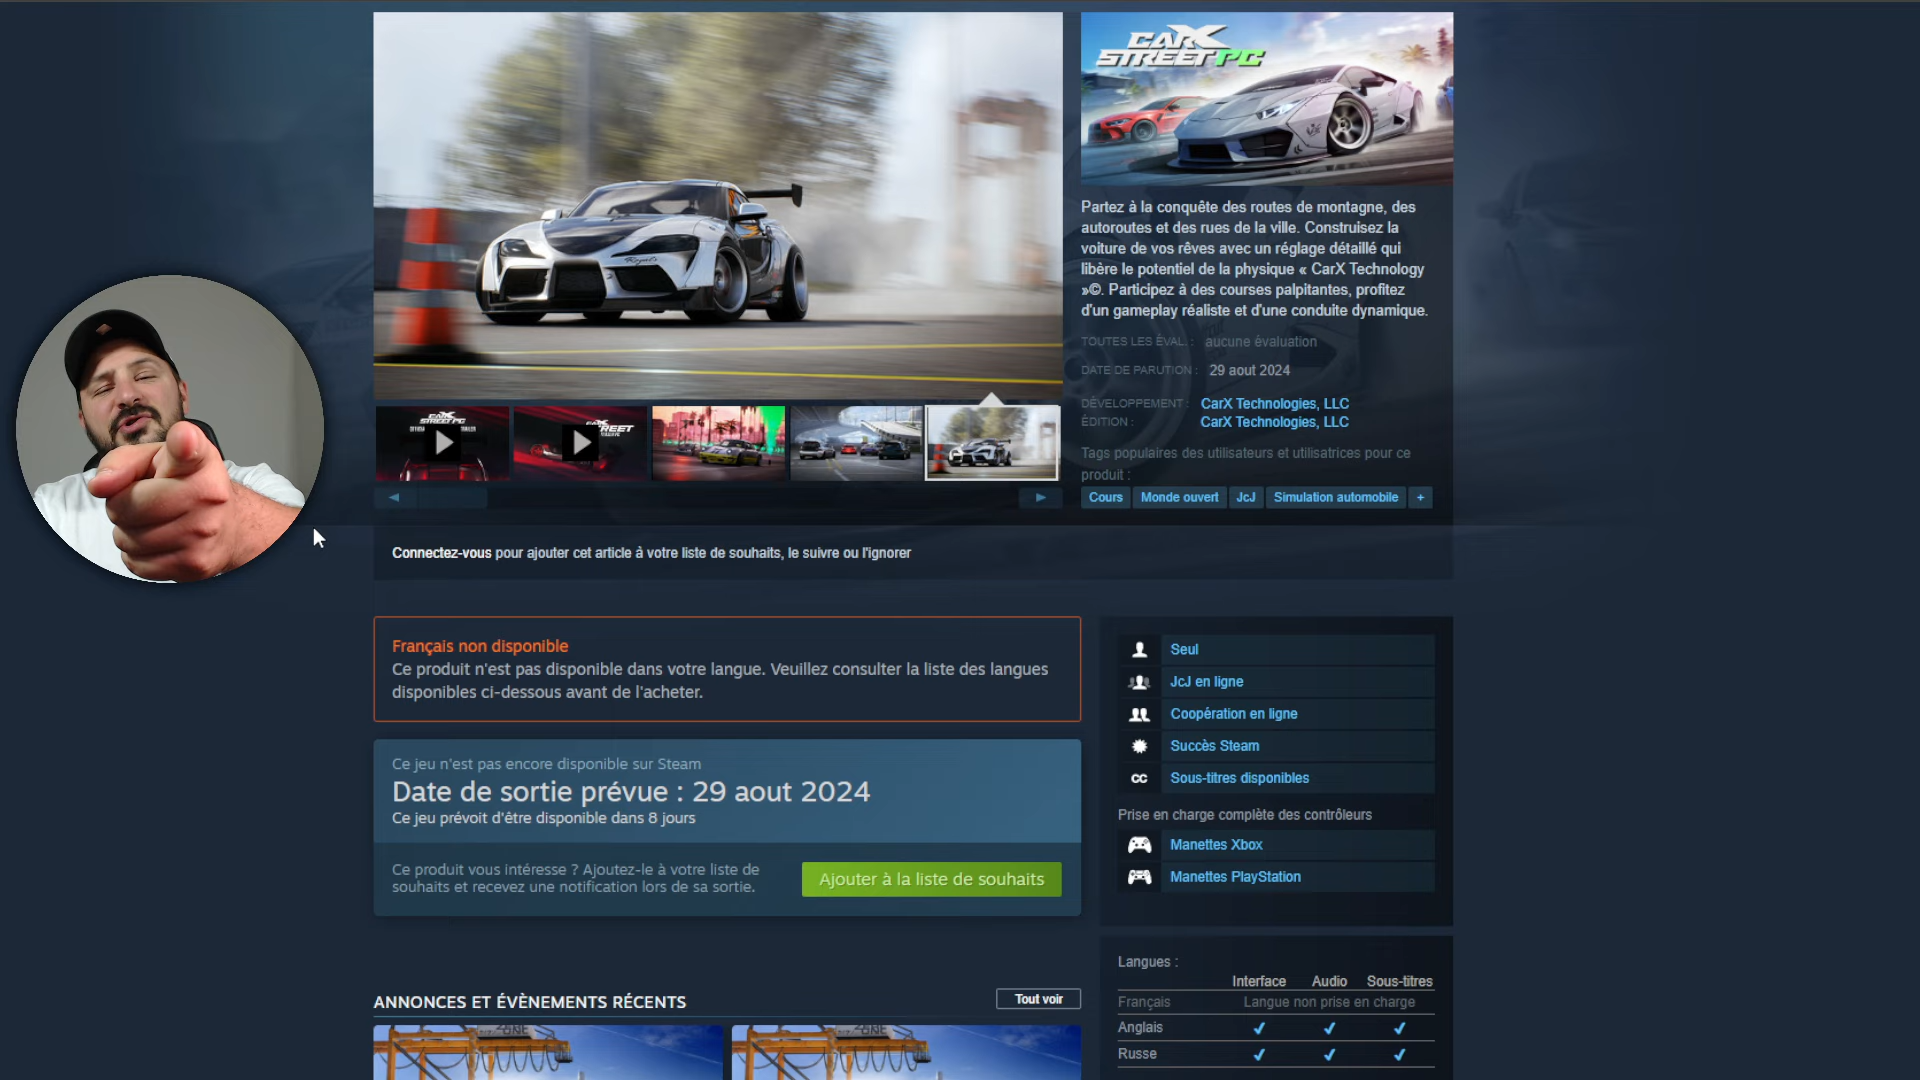 CARX
STREET PC
Partez à la conquête des routes de montagne, des
autoroutes et des rues de la ville. Construisez la
voiture de vos rêves avec un réglage détaillé qui
libère le potentiel de la physique « CarX Technology
»©. Participez à des courses palpitantes, profitez
d'un gameplay réaliste et d'une conduite dynamique.
TOUTES LES ÉVAL. : aucune évaluation
DATE DE PARUTION : 29 aout 2024
DÉVELOPPEMENT : CarX Technologies, LLC
ÉDITION : CarX Technologies, LLC
Tags populaires des utilisateurs et utilisatrices pour ce
produit :
Cours Monde ouvert JcJ Simulation automobile +
Connectez-vous pour ajouter cet article à votre liste de souhaits, le suivre ou l'ignorer
Français non disponible
Ce produit n'est pas disponible dans votre langue. Veuillez consulter la liste des langues
disponibles ci-dessous avant de l'acheter.
Ce jeu n'est pas encore disponible sur Steam
Date de sortie prévue : 29 aout 2024
Ce jeu prévoit d'être disponible dans 8 jours
Ce produit vous intéresse ? Ajoutez-le à votre liste de
souhaits et recevez une notification lors de sa sortie.
Ajouter à la liste de souhaits
ANNONCES ET ÉVÈNEMENTS RÉCENTS
Tout voir
Seul
JcJ en ligne
Coopération en ligne
Succès Steam
CC Sous-titres disponibles
Prise en charge complète des contrôleurs
Manettes Xbox
Manettes PlayStation
Langues :
Interface Audio Sous-titres
Français Langue non prise en charge
Anglais ✔ ✔ ✔
Russe ✔ ✔ ✔